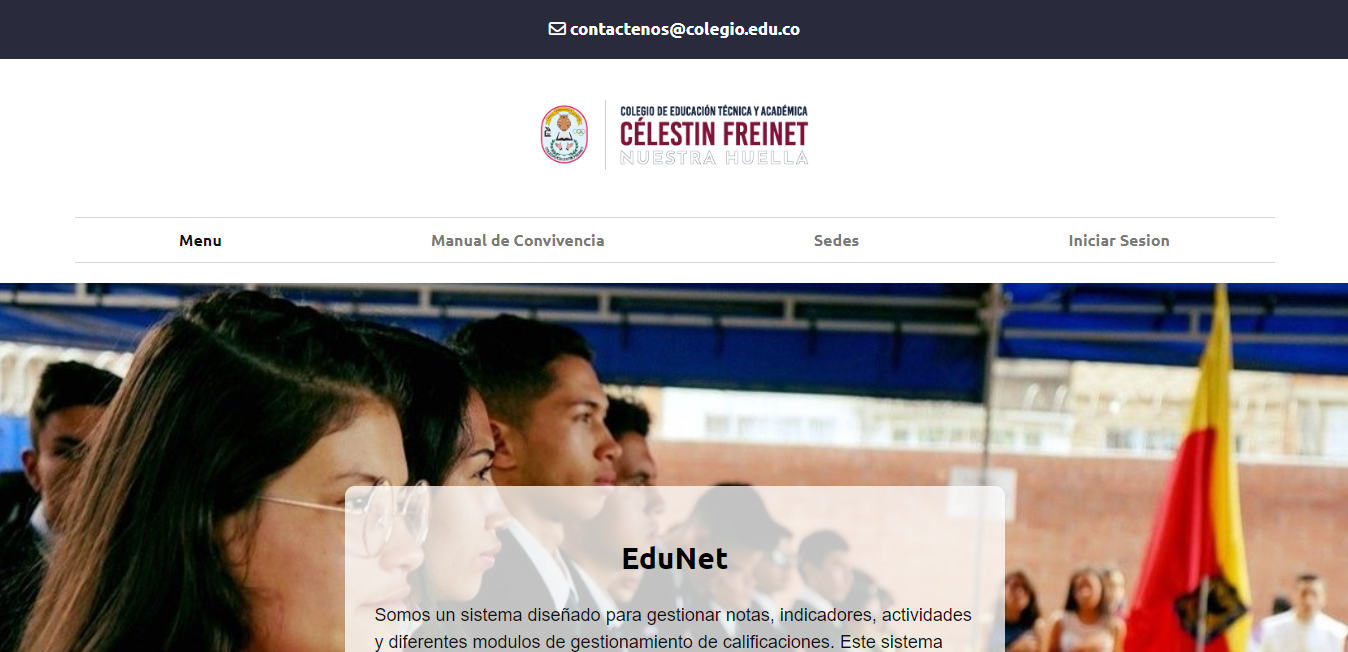 contactenos@colegio.edu.co
COLEGIO DE EDUCACIÓN TÉCNICA Y ACADÉMICA
CÉLESTIN FREINET
NUESTRA HUELLA
Menu
Manual de Convivencia
Sedes
Iniciar Sesion
EduNet
Somos un sistema diseñado para gestionar notas, indicadores, actividades
y diferentes modulos de gestionamiento de calificaciones. Este sistema